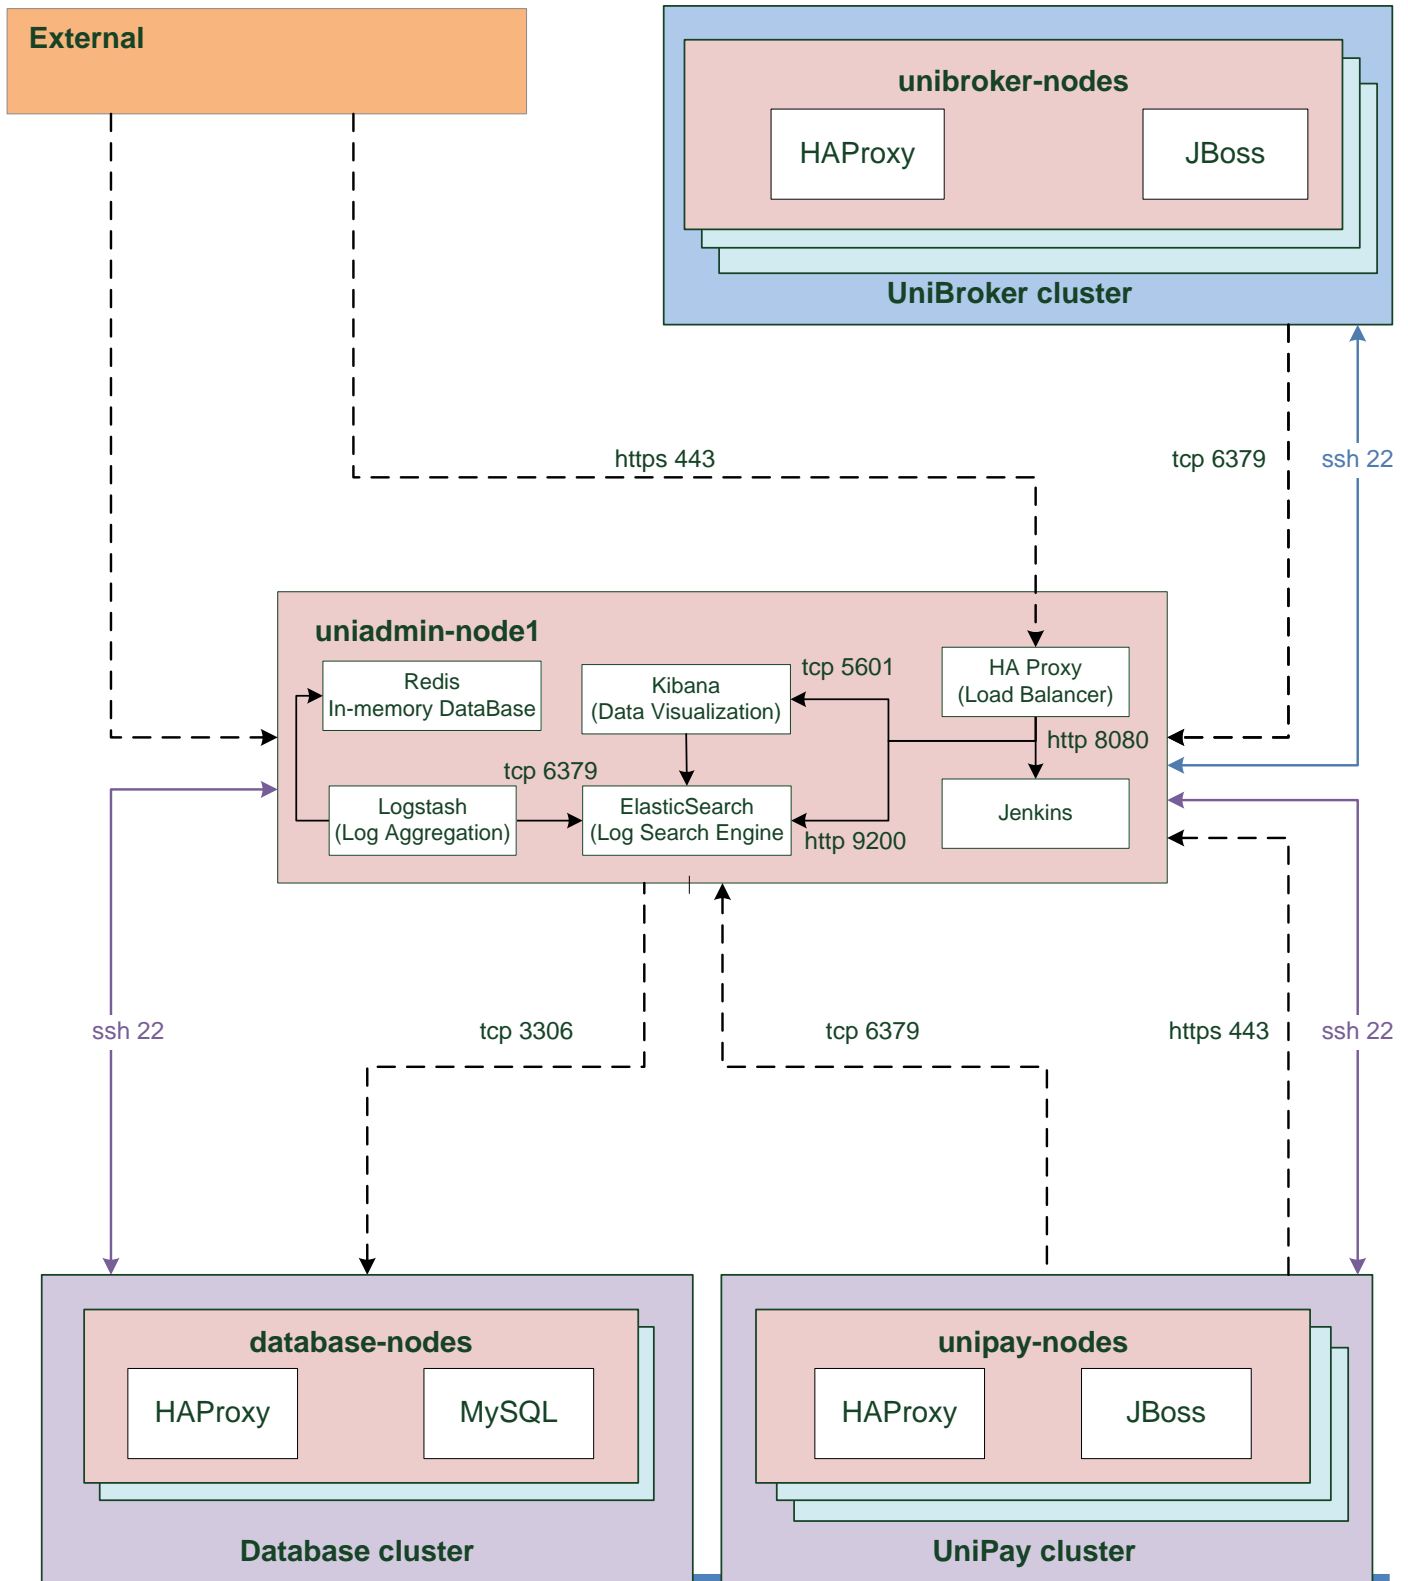 External
unibroker-nodes
HAProxy
JBoss
UniBroker cluster
https 443
tcp 6379
ssh 22
uniadmin-node1
Redis
In-memory DataBase
Kibana
(Data Visualization)
tcp 5601
HA Proxy
(Load Balancer)
http 8080
tcp 6379
Logstash
(Log Aggregation)
ElasticSearch
(Log Search Engine
http 9200
Jenkins
ssh 22
tcp 3306
tcp 6379
https 443
ssh 22
database-nodes
HAProxy
MySQL
Database cluster
unipay-nodes
HAProxy
JBoss
UniPay cluster